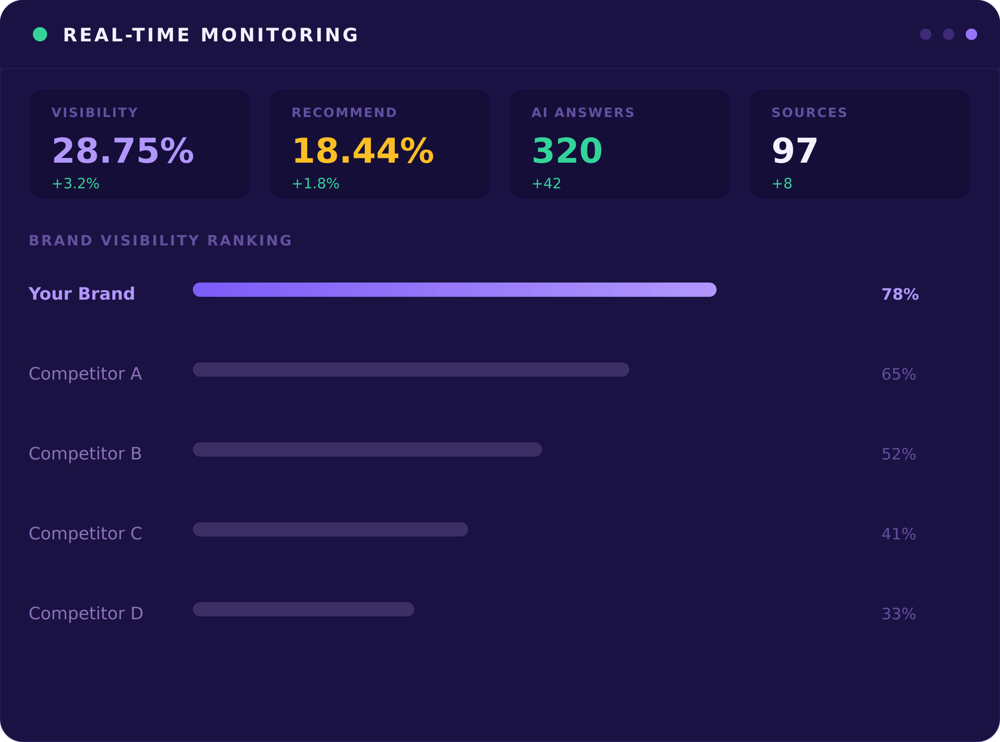 REAL-TIME MONITORING
VISIBILITY
28.75%
+3.2%
RECOMMEND
18.44%
+1.8%
AI ANSWERS
320
+42
SOURCES
97
+8
BRAND VISIBILITY RANKING
Your Brand 78%
Competitor A 65%
Competitor B 52%
Competitor C 41%
Competitor D 33%